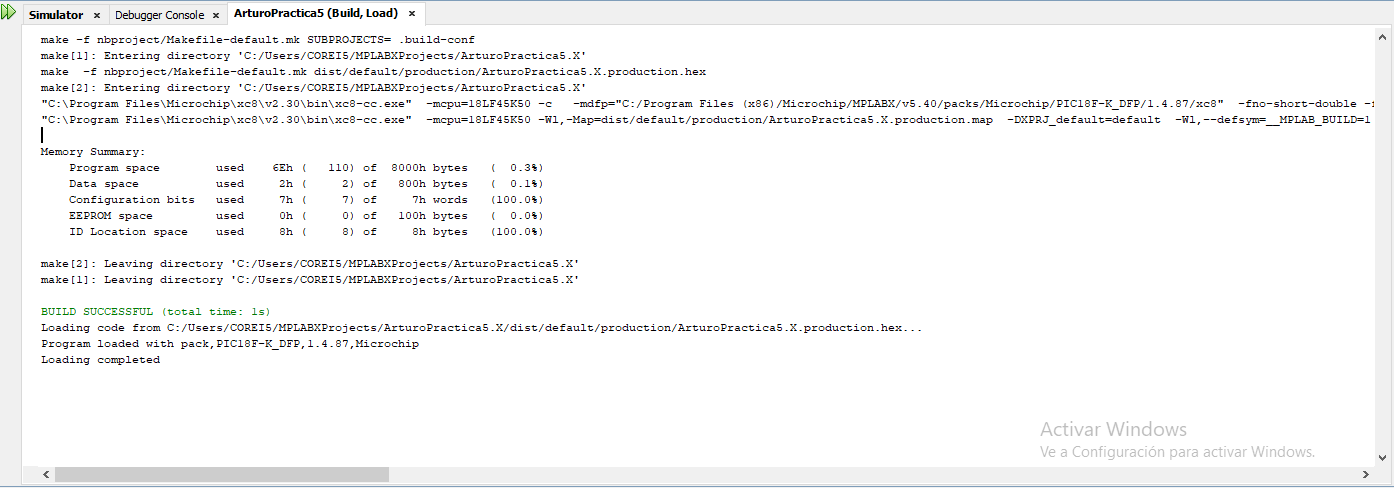 Simulator × Debugger Console × ArturoPractica5 (Build, Load) ×
make -f nbproject/Makefile-default.mk SUBPROJECTS= .build-conf
make[1]: Entering directory 'C:/Users/COREI5/MPLABXProjects/ArturoPractica5.X'
make  -f nbproject/Makefile-default.mk dist/default/production/ArturoPractica5.X.production.hex
make[2]: Entering directory 'C:/Users/COREI5/MPLABXProjects/ArturoPractica5.X'
"C:\Program Files\Microchip\xc8\v2.30\bin\xc8-cc.exe"  -mcpu=18LF45K50 -c   -mdfp="C:/Program Files (x86)/Microchip/MPLABX/v5.40/packs/Microchip/PIC18F-K_DFP/1.4.87/xc8"  -fno-short-double
"C:\Program Files\Microchip\xc8\v2.30\bin\xc8-cc.exe"  -mcpu=18LF45K50 -Wl,-Map=dist/default/production/ArturoPractica5.X.production.map  -DXPRJ_default=default  -Wl,--defsym=__MPLAB_BUILD=1
Memory Summary:
    Program space        used    6Eh (   110) of  8000h bytes   (  0.3%)
    Data space           used     2h (     2) of   800h bytes   (  0.1%)
    Configuration bits   used     7h (     7) of     7h words   (100.0%)
    EEPROM space         used     0h (     0) of   100h bytes   (  0.0%)
    ID Location space    used     8h (     8) of     8h bytes   (100.0%)
make[2]: Leaving directory 'C:/Users/COREI5/MPLABXProjects/ArturoPractica5.X'
make[1]: Leaving directory 'C:/Users/COREI5/MPLABXProjects/ArturoPractica5.X'
BUILD SUCCESSFUL (total time: 1s)
Loading code from C:/Users/COREI5/MPLABXProjects/ArturoPractica5.X/dist/default/production/ArturoPractica5.X.production.hex...
Program loaded with pack,PIC18F-K_DFP,1.4.87,Microchip
Loading completed
Activar Windows
Ve a Configuración para activar Windows.